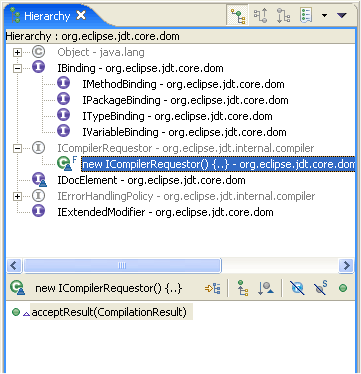 Hierarchy
Hierarchy : org.eclipse.jdt.core.dom
Object - java.lang
IBinding - org.eclipse.jdt.core.dom
IMethodBinding - org.eclipse.jdt.core.dom
IPackageBinding - org.eclipse.jdt.core.dom
ITypeBinding - org.eclipse.jdt.core.dom
IVariableBinding - org.eclipse.jdt.core.dom
ICompilerRequestor - org.eclipse.jdt.internal.compiler
new ICompilerRequestor() {..} - org.eclipse.jdt.core.dom
IDocElement - org.eclipse.jdt.core.dom
IErrorHandlingPolicy - org.eclipse.jdt.internal.compiler
IExtendedModifier - org.eclipse.jdt.core.dom
new ICompilerRequestor() {..}
acceptResult(CompilationResult)